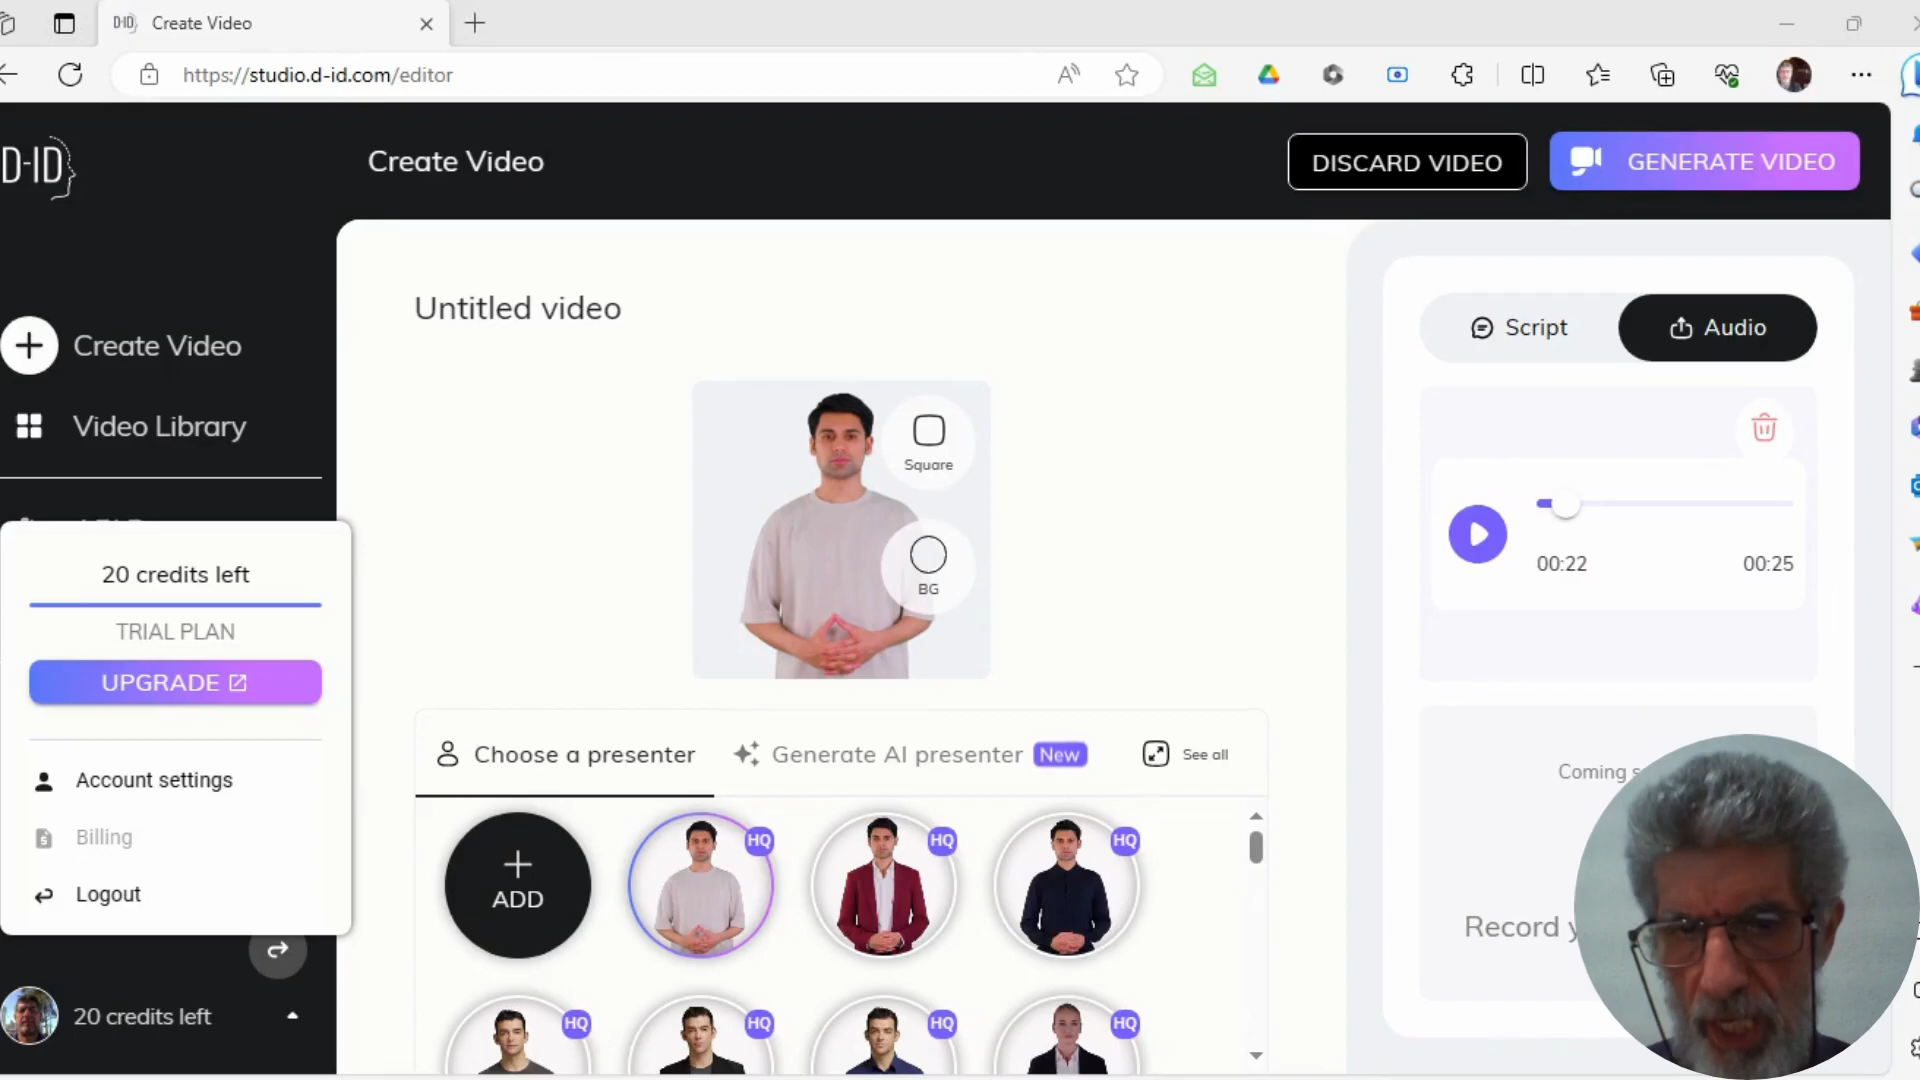 D-ID Create Video
https://studio.d-id.com/editor
D-ID
Create Video
DISCARD VIDEO
GENERATE VIDEO
Create Video
Video Library
20 credits left
TRIAL PLAN
UPGRADE
Account settings
Billing
Logout
20 credits left
Untitled video
Square
BG
Choose a presenter
Generate AI presenter New
See all
ADD
HQ
HQ
HQ
HQ
HQ
HQ
HQ
Script
Audio
00:22
00:25
Coming
Record